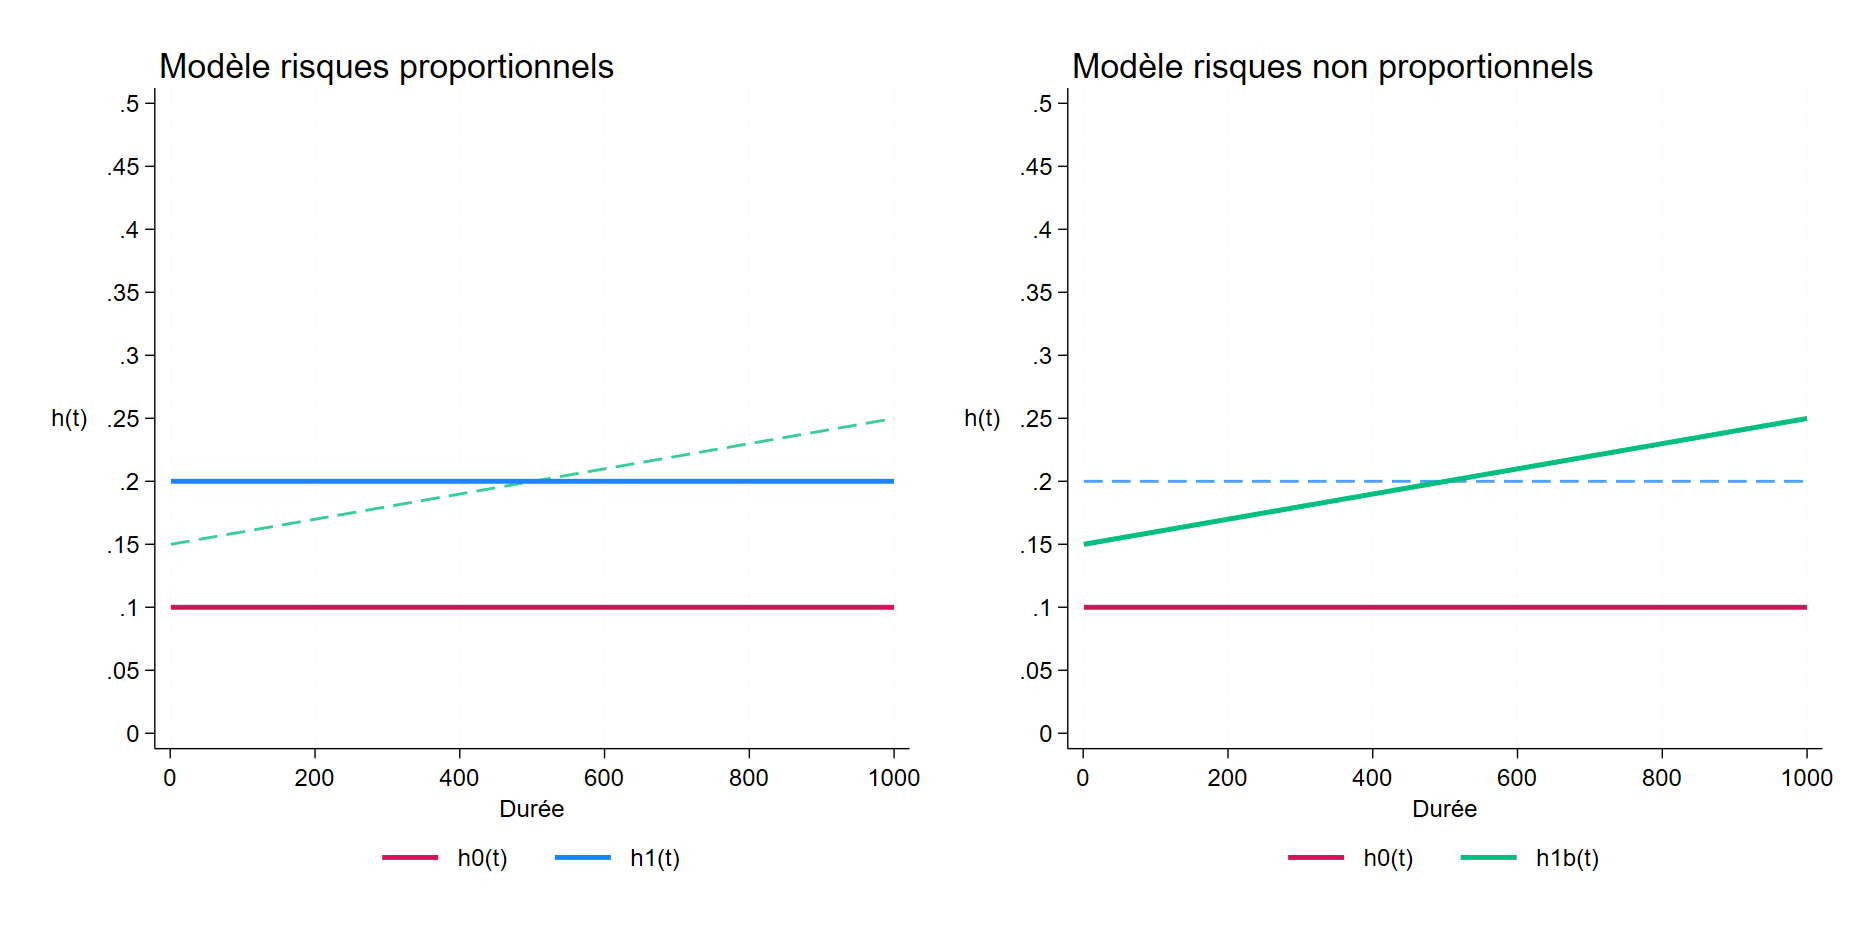 Modèle risques proportionnels
.5
.45
.4
.35
.3
h(t) .25
.2
.15
.1
.05
0
0 200 400 600 800 1000
Durée
h0(t) h1(t)
Modèle risques non proportionnels
.5
.45
.4
.35
.3
h(t) .25
.2
.15
.1
.05
0
0 200 400 600 800 1000
Durée
h0(t) h1b(t)